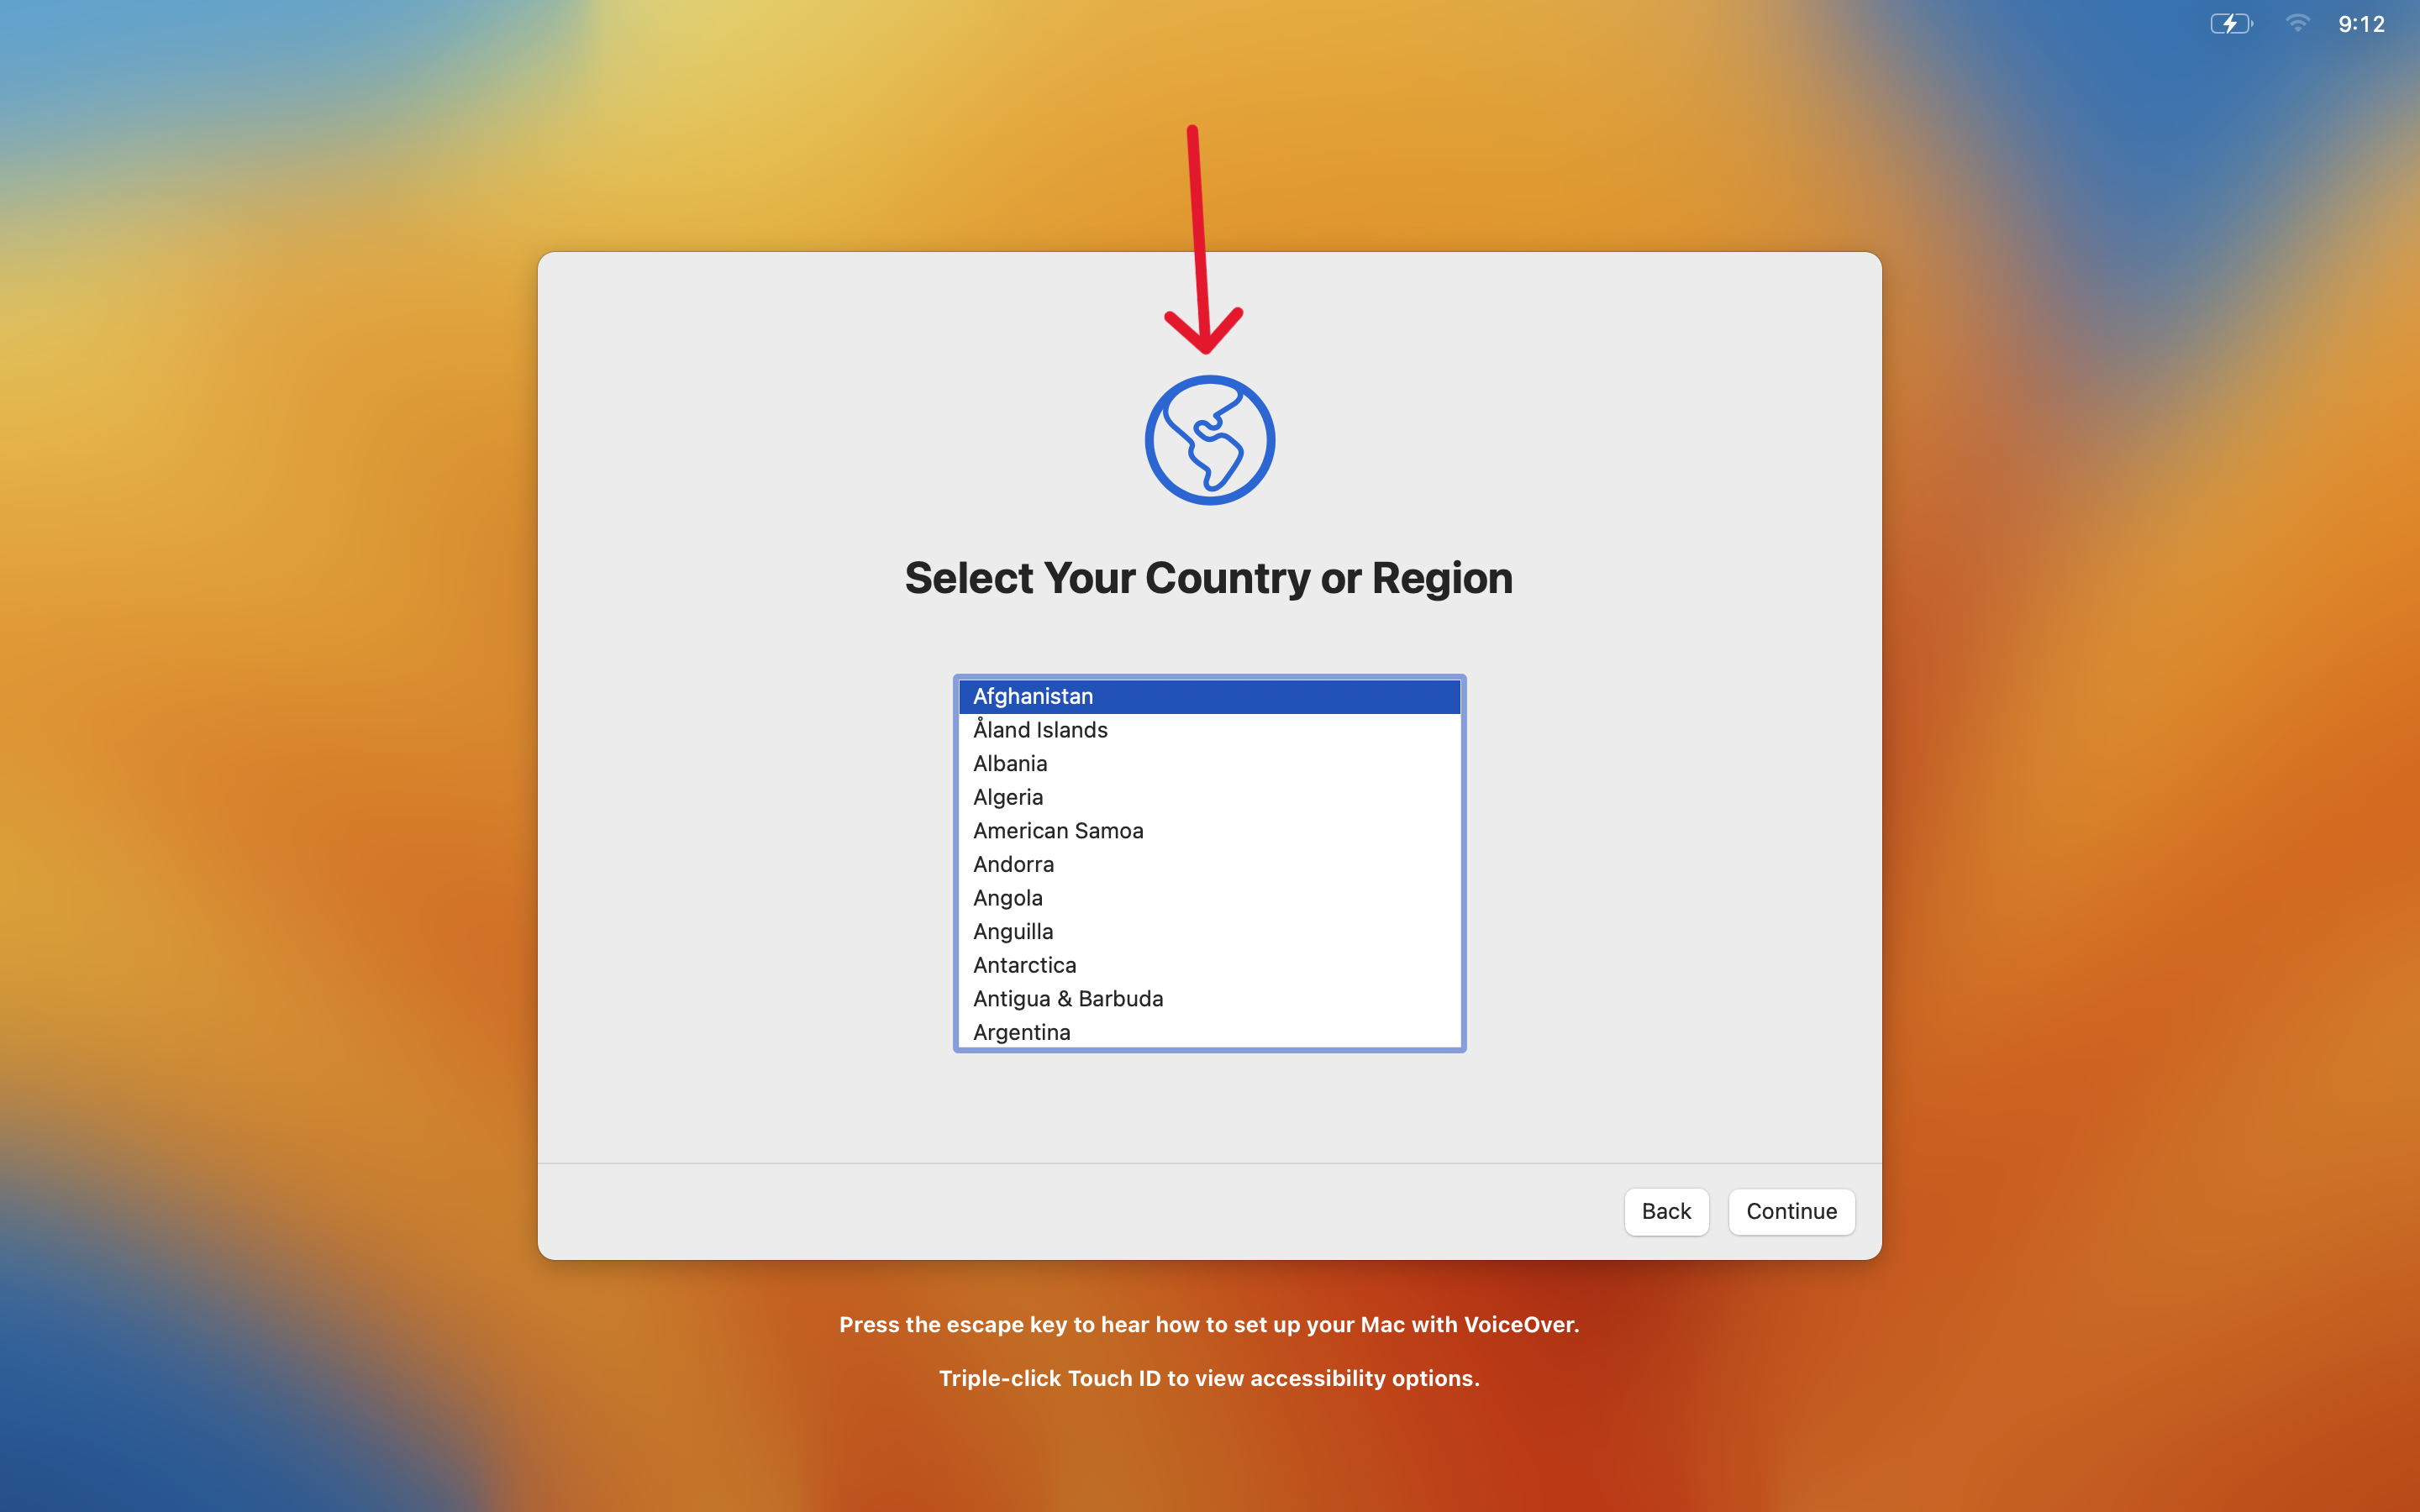 9:12
Select Your Country or Region
Afghanistan
Åland Islands
Albania
Algeria
American Samoa
Andorra
Angola
Anguilla
Antarctica
Antigua & Barbuda
Argentina
Back
Continue
Press the escape key to hear how to set up your Mac with VoiceOver.
Triple-click Touch ID to view accessibility options.